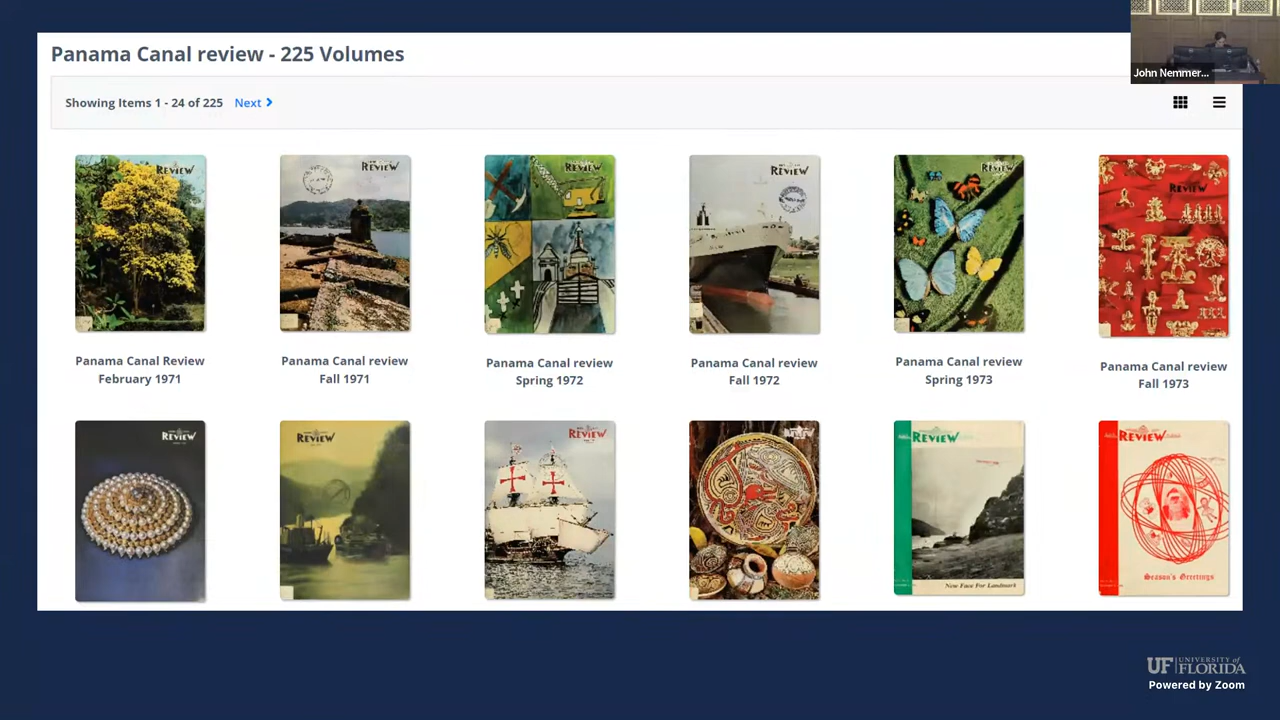 John Nemmer...
Panama Canal review - 225 Volumes
Showing Items 1 - 24 of 225 Next
REVIEW
REVIEW
REVIEW
REVIEW
REVIEW
REVIEW
Panama Canal Review
February 1971
Panama Canal review
Fall 1971
Panama Canal review
Spring 1972
Panama Canal review
Fall 1972
Panama Canal review
Spring 1973
Panama Canal review
Fall 1973
REVIEW
REVIEW
REVIEW
REVIEW
REVIEW
New Face For Landmark
REVIEW
Season's Greetings
UF UNIVERSITY of
FLORIDA
Powered by Zoom